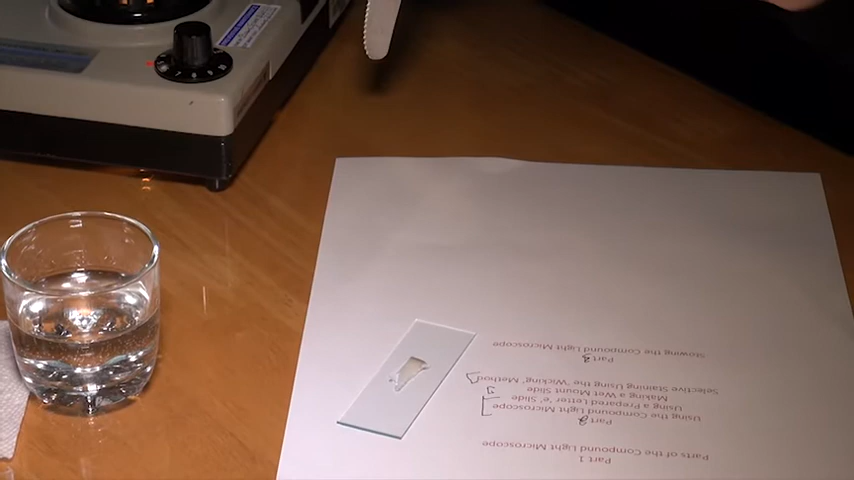 Part 1
Parts of the Compound Light Microscope
Part 2
Using the Compound Light Microscope
Using a Prepared Letter 'e' Slide
Making a Wet Mount Slide
Selective Staining Using the 'Wicking' Method
Part 3
Stowing the Compound Light Microscope